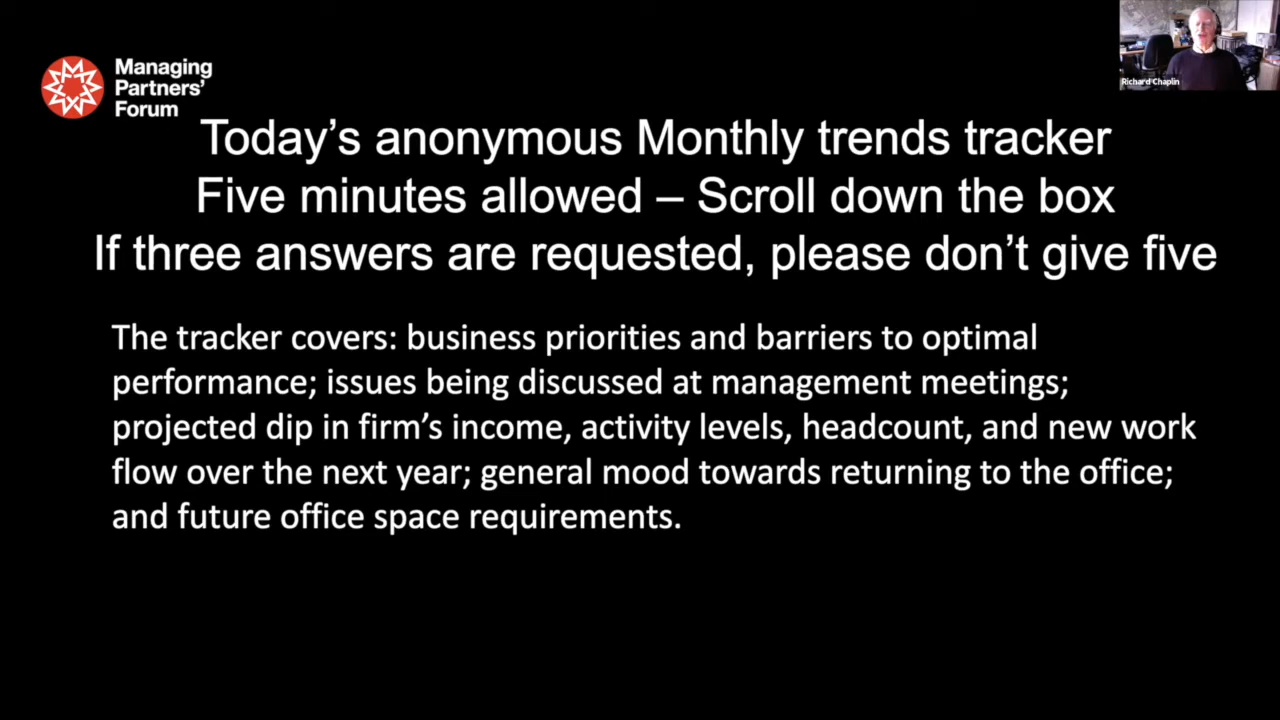 Managing
Partners'
Forum
Richard Chaplin
Today's anonymous Monthly trends tracker
Five minutes allowed – Scroll down the box
If three answers are requested, please don't give five
The tracker covers: business priorities and barriers to optimal
performance; issues being discussed at management meetings;
projected dip in firm's income, activity levels, headcount, and new work
flow over the next year; general mood towards returning to the office;
and future office space requirements.